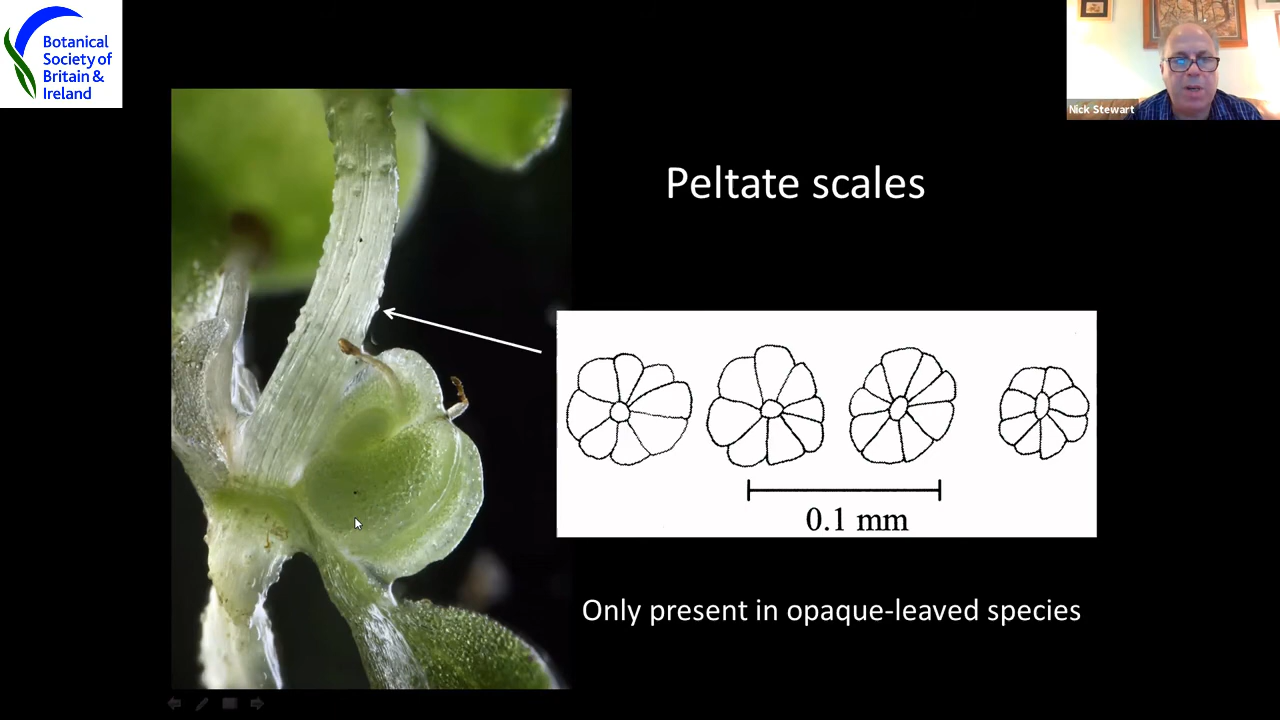 Botanical
Society of
Britain &
Ireland
Nick Stewart
Peltate scales
0.1 mm
Only present in opaque-leaved species